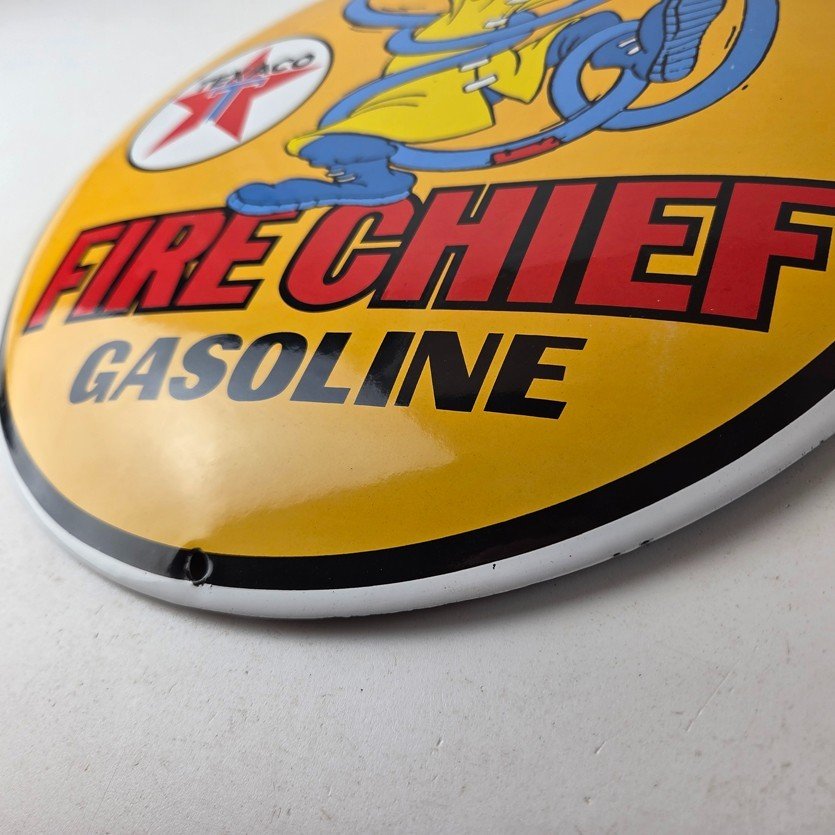 TEXACO
T
FIRE CHIEF
GASOLINE